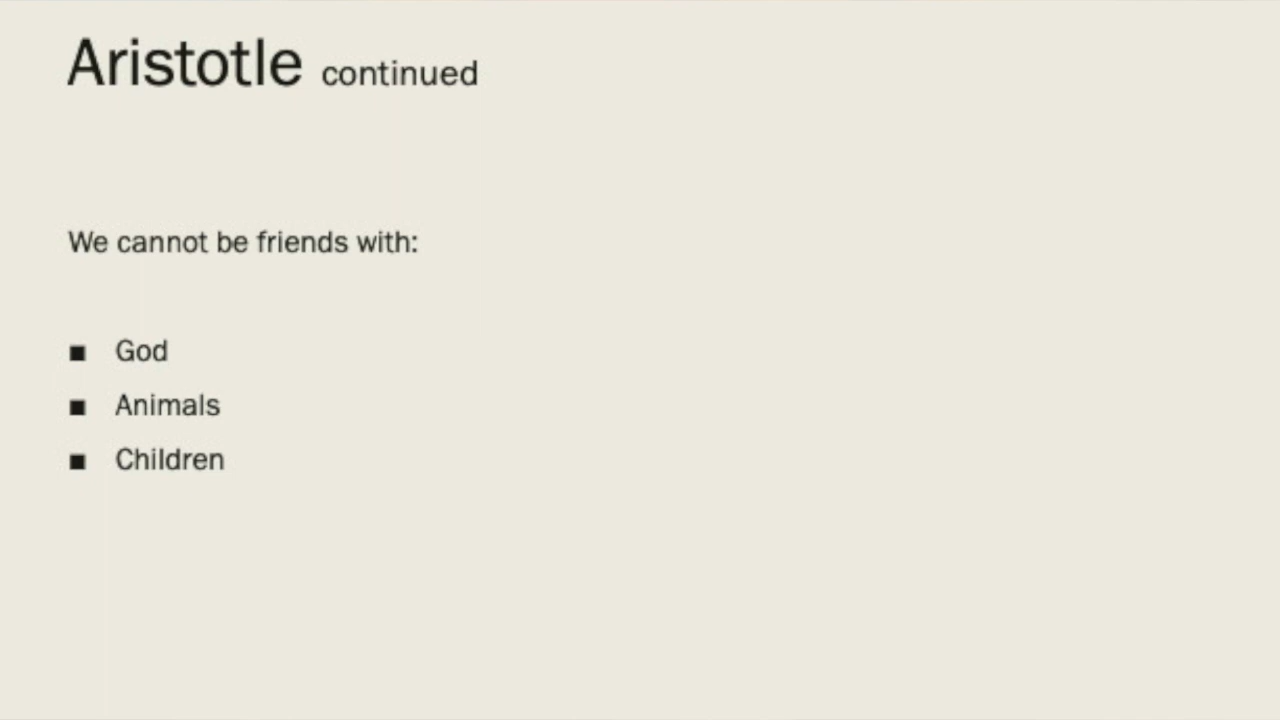 Aristotle continued
We cannot be friends with:
▪ God
▪ Animals
▪ Children